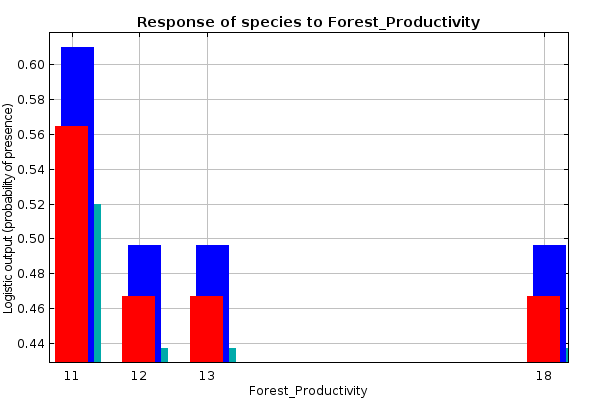 Response of species to Forest_Productivity
Logistic output (probability of presence)
0.60
0.58
0.56
0.54
0.52
0.50
0.48
0.46
0.44
11 12 13 18
Forest_Productivity